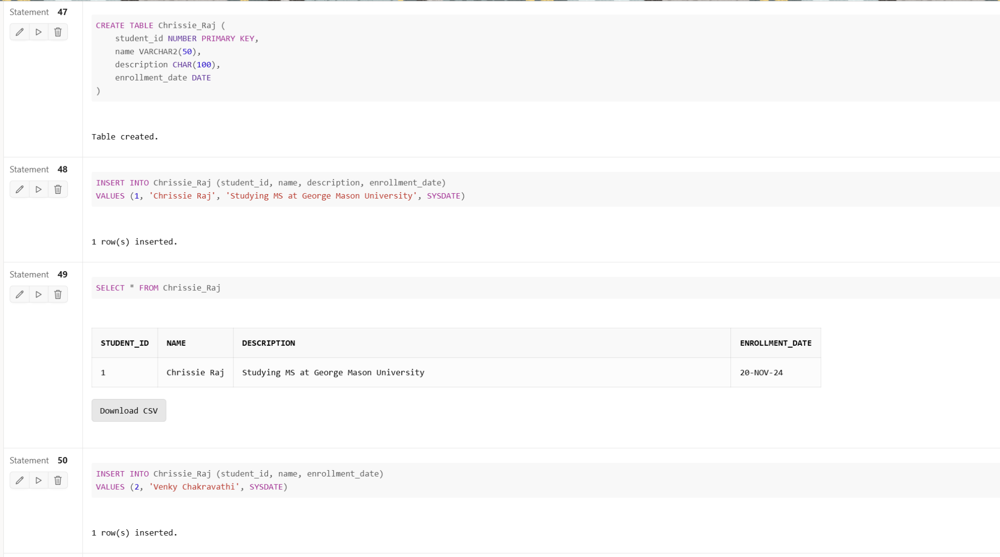 Statement 47
CREATE TABLE Chrissie_Raj (
student_id NUMBER PRIMARY KEY,
name VARCHAR2(50),
description CHAR(100),
enrollment_date DATE
)
Table created.
Statement 48
INSERT INTO Chrissie_Raj (student_id, name, description, enrollment_date)
VALUES (1, 'Chrissie Raj', 'Studying MS at George Mason University', SYSDATE)
1 row(s) inserted.
Statement 49
SELECT * FROM Chrissie_Raj
STUDENT_ID NAME DESCRIPTION ENROLLMENT_DATE
1 Chrissie Raj Studying MS at George Mason University 20-NOV-24
Download CSV
Statement 50
INSERT INTO Chrissie_Raj (student_id, name, enrollment_date)
VALUES (2, 'Venky Chakravathi', SYSDATE)
1 row(s) inserted.